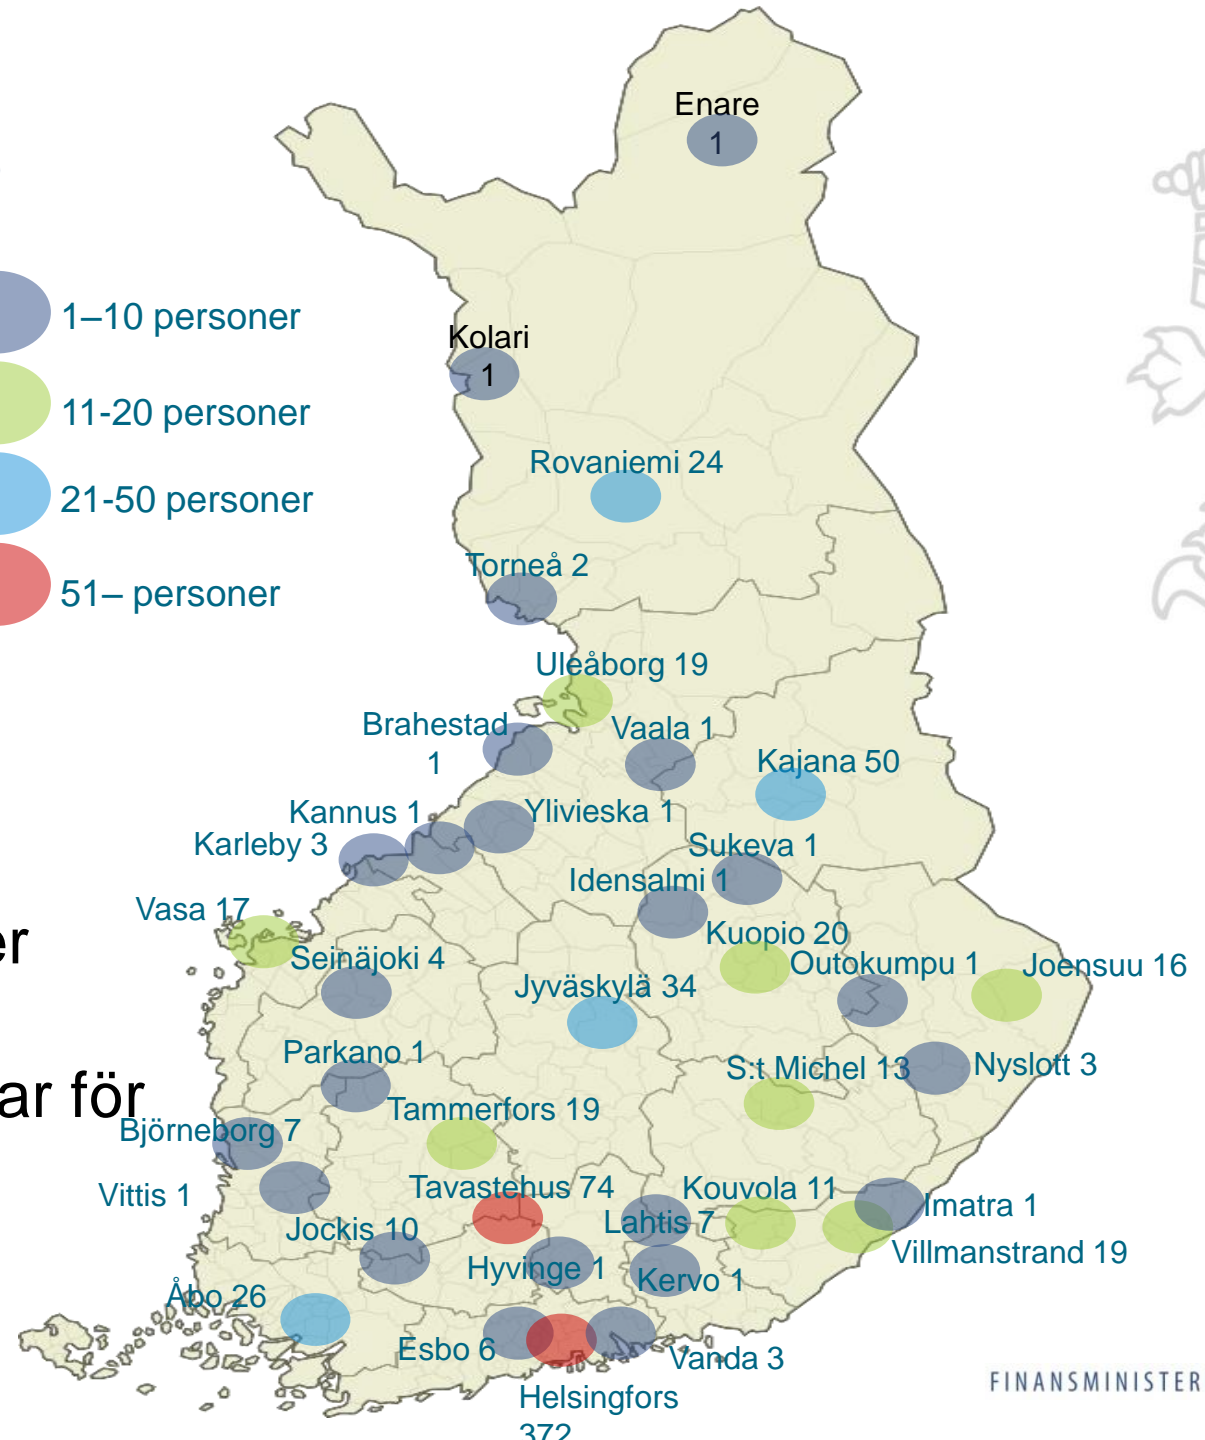 Enare
1
1–10 personer
Kolari
1
11-20 personer
Rovaniemi 24
21-50 personer
Torneå 2
51– personer
Uleåborg 19
Brahestad
1
Vaala 1
Kajana 50
Kannus 1
Ylivieska 1
Karleby 3
Sukeva 1
Idensalmi 1
Vasa 17
Kuopio 20
er
Seinäjoki 4
Outokumpu 1
Joensuu 16
Jyväskylä 34
Parkano 1
S:t Michel 13
Nyslott 3
ar för
Tammerfors 19
Björneborg 7
Vittis 1
Tavastehus 74
Kouvola 11
Imatra 1
Jockis 10
Lahtis 7
Villmanstrand 19
Hyvinge 1
Kervo 1
Åbo 26
Esbo 6
Vanda 3
Helsingfors
372
FINANSMINISTER